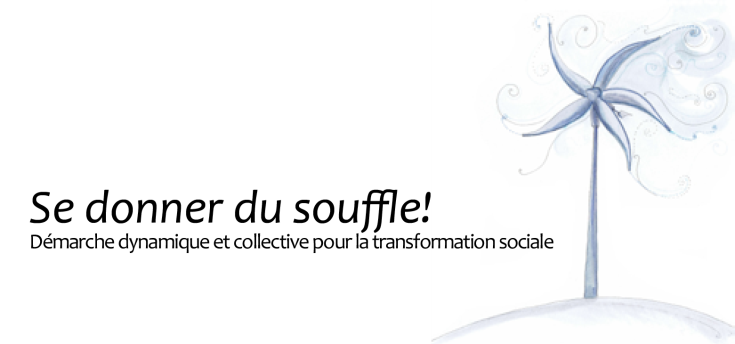 Se donner du souffle!
Démarche dynamique et collective pour la transformation sociale